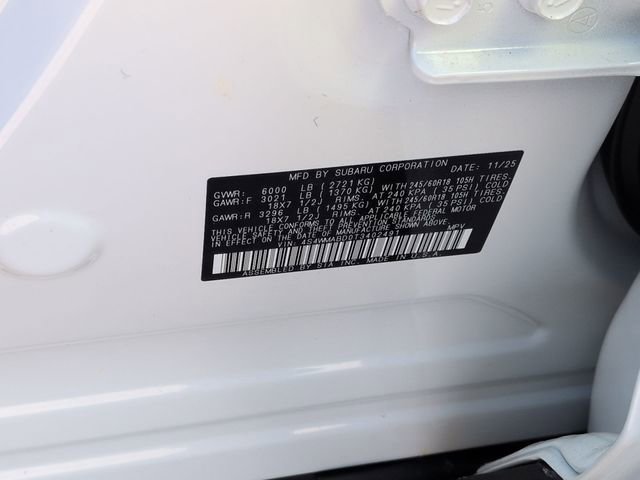 MFD BY SUBARU CORPORATION DATE: 11/25
GVWR: 6000 LB (2721 KG)
GAWR:F 3021 LB (1370 KG) WITH 245/60R18 105H TIRES.
18X7 1/2J RIMS. AT 240 KPA (35 PSI) COLD
GAWR:R 3296 LB (1495 KG) WITH 245/60R18 105H TIRES.
18X7 1/2J RIMS. AT 240 KPA (35 PSI) COLD
THIS VEHICLE CONFORMS TO ALL APPLICABLE FEDERAL MOTOR
VEHICLE SAFETY AND THEFT PREVENTION STANDARDS IN EFFECT
ON THE DATE OF MANUFACTURE SHOWN ABOVE.
VIN: 4S4WMABD8T3402491 MPV
ASSEMBLED BY SIA, INC. MADE IN U.S.A.